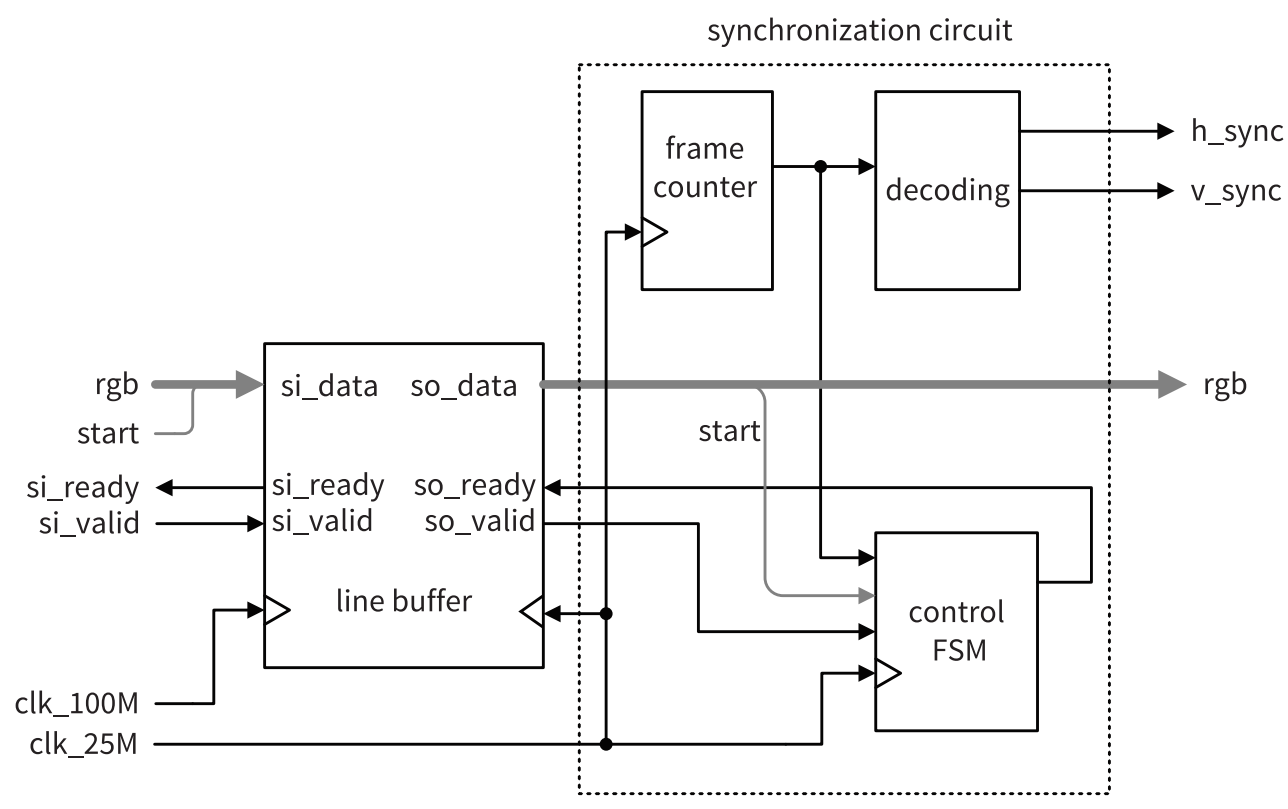 synchronization circuit
frame
counter
decoding
h_sync
v_sync
rgb
start
si_data
so_data
rgb
start
si_ready
si_valid
si_ready
si_valid
so_ready
so_valid
line buffer
control
FSM
clk_100M
clk_25M